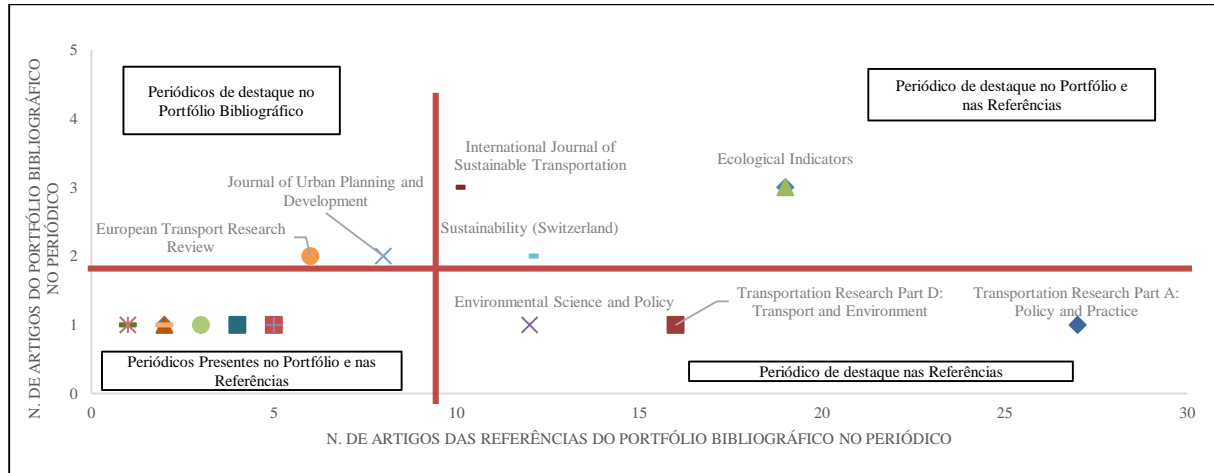 N. DE ARTIGOS DO PORTFÓLIO BIBLIOGRÁFICO
NO PERIÓDICO
5
4
3
2
1
0
Periódicos de destaque no
Portfólio Bibliográfico
Periódico de destaque no Portfólio e
nas Referências
International Journal of
Sustainable Transportation
Ecological Indicators
Journal of Urban Planning and
Development
European Transport Research
Review
Sustainability (Switzerland)
Environmental Science and Policy
Transportation Research Part D:
Transport and Environment
Transportation Research Part A:
Policy and Practice
Periódicos Presentes no Portfólio e nas
Referências
Periódico de destaque nas Referências
0
5
10
15
20
25
30
N. DE ARTIGOS DAS REFERÊNCIAS DO PORTFÓLIO BIBLIOGRÁFICO NO PERIÓDICO